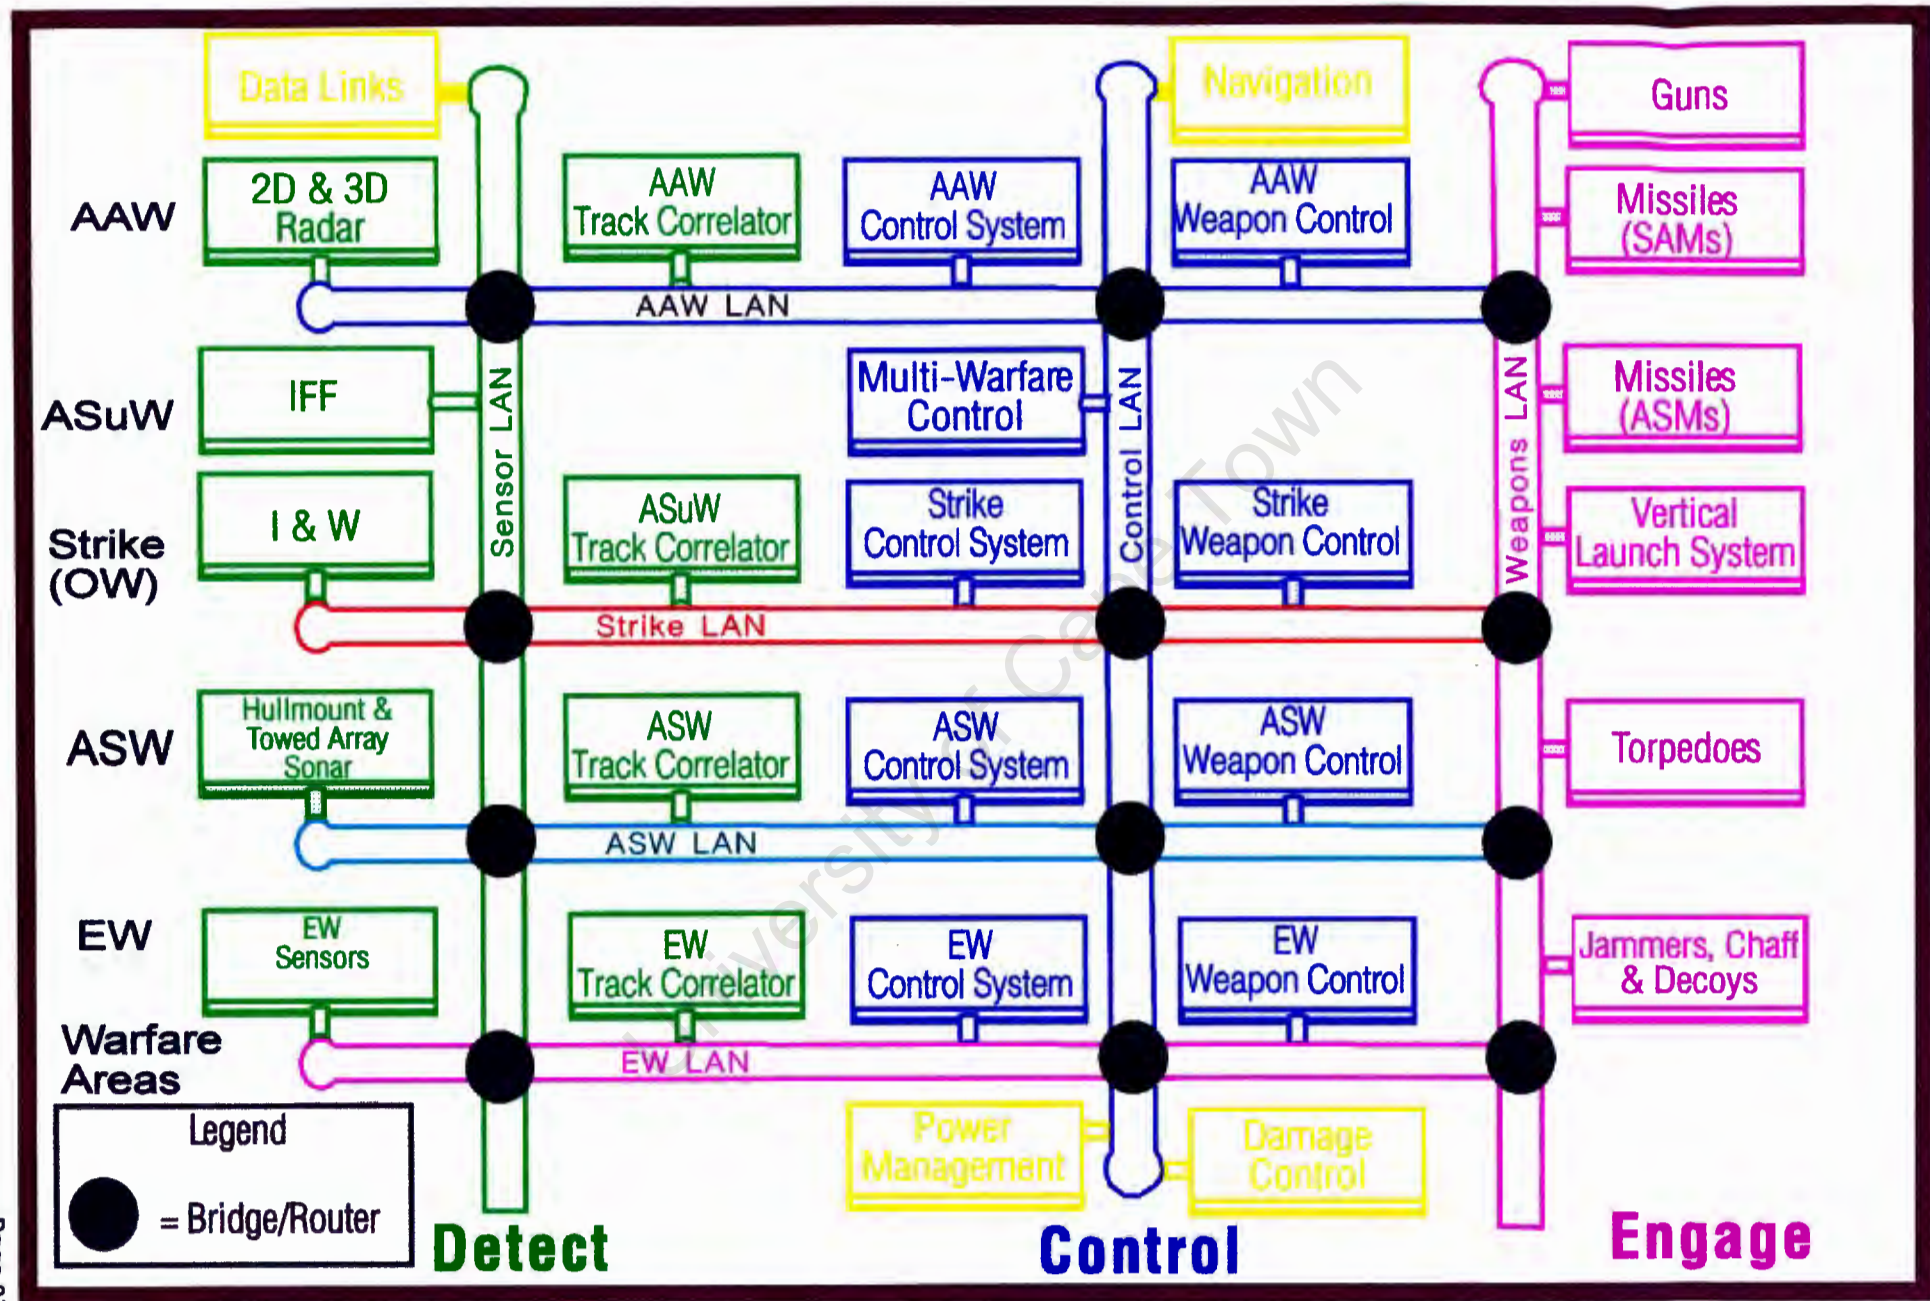 Data Links
Navigation
Guns
AAW
2D & 3D
Radar
AAW
Track Correlator
AAW
Control System
AAW
Weapon Control
Missiles
(SAMs)
AAW LAN
ASuW
IFF
Sensor LAN
Multi-Warfare
Control
Control LAN
Weapons LAN
Missiles
(ASMs)
Strike
(OW)
I & W
ASuW
Track Correlator
Strike
Control System
Strike
Weapon Control
Vertical
Launch System
Strike LAN
ASW
Hullmount &
Towed Array
Sonar
ASW
Track Correlator
ASW
Control System
ASW
Weapon Control
Torpedoes
ASW LAN
EW
EW
Sensors
EW
Track Correlator
EW
Control System
EW
Weapon Control
Jammers, Chaff
& Decoys
EW LAN
Warfare
Areas
Power
Management
Damage
Control
Legend
= Bridge/Router
Detect
Control
Engage
University of Cape Town